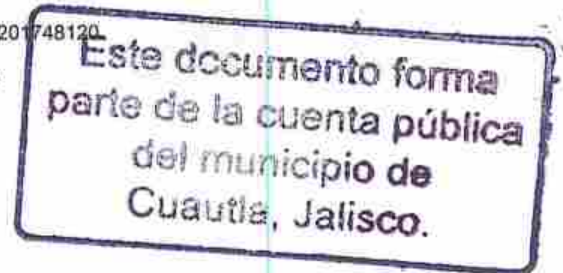 201748120
Este documento forma
parte de la cuenta pública
del municipio de
Cuautla, Jalisco.